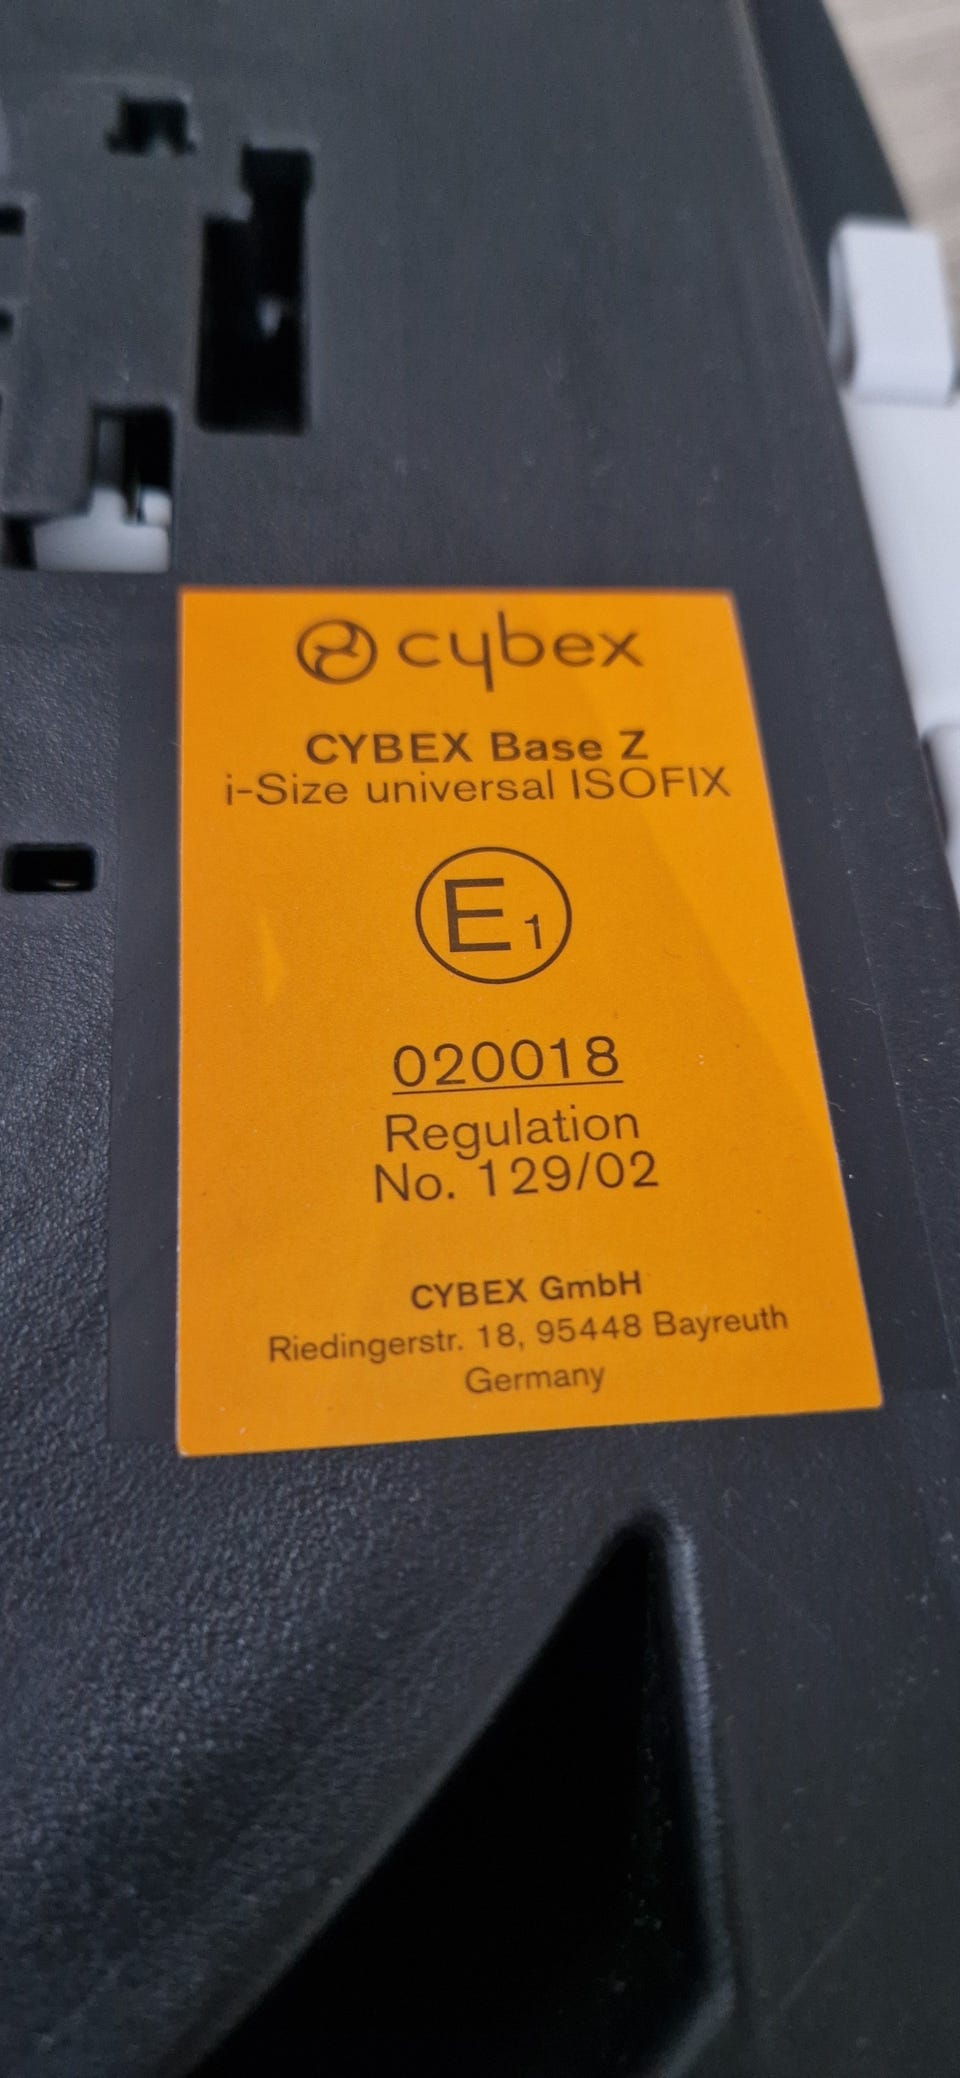 cybex
CYBEX Base Z
i-Size universal ISOFIX
E1
020018
Regulation
No. 129/02
CYBEX GmbH
Riedingerstr. 18, 95448 Bayreuth
Germany